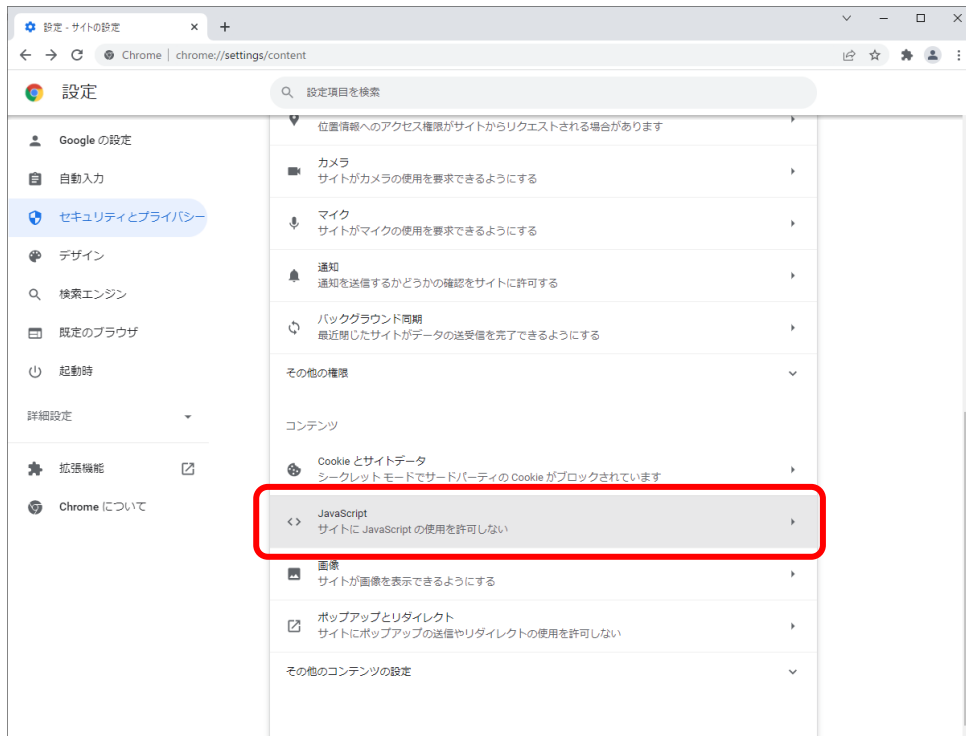 設定 - サイトの設定
Chrome | chrome://settings/content
設定
設定項目を検索
Google の設定
自動入力
セキュリティとプライバシー
デザイン
検索エンジン
既定のブラウザ
起動時
詳細設定
拡張機能
Chrome について
位置情報へのアクセス権限がサイトからリクエストされる場合があります
カメラ
サイトがカメラの使用を要求できるようにする
マイク
サイトがマイクの使用を要求できるようにする
通知
通知を送信するかどうかの確認をサイトに許可する
バックグラウンド同期
最近閉じたサイトがデータの送受信を完了できるようにする
その他の権限
コンテンツ
Cookie とサイトデータ
シークレット モードでサードパーティの Cookie がブロックされています
JavaScript
サイトに JavaScript の使用を許可しない
画像
サイトが画像を表示できるようにする
ポップアップとリダイレクト
サイトにポップアップの送信やリダイレクトの使用を許可しない
その他のコンテンツの設定